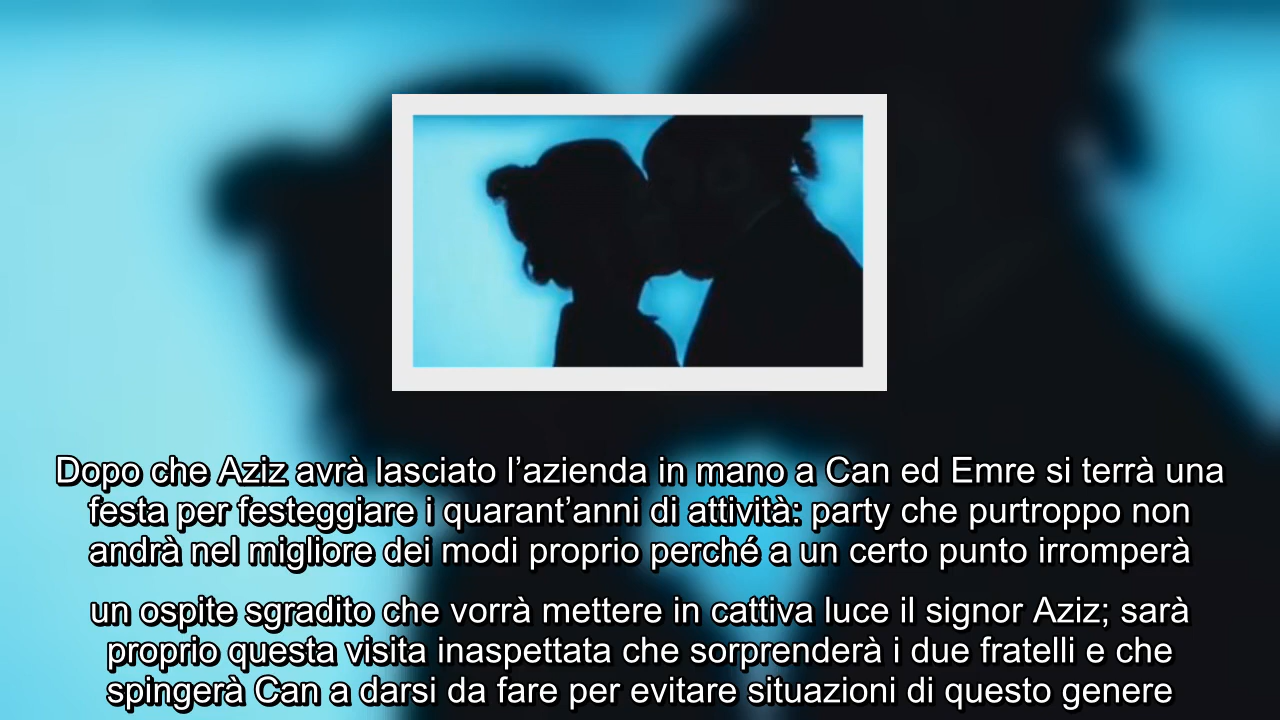 Dopo che Aziz avrà lasciato l’azienda in mano a Can ed Emre si terrà una
festa per festeggiare i quarant’anni di attività: party che purtroppo non
andrà nel migliore dei modi proprio perché a un certo punto irromperà
un ospite sgradito che vorrà mettere in cattiva luce il signor Aziz; sarà
proprio questa visita inaspettata che sorprenderà i due fratelli e che
spingerà Can a darsi da fare per evitare situazioni di questo genere